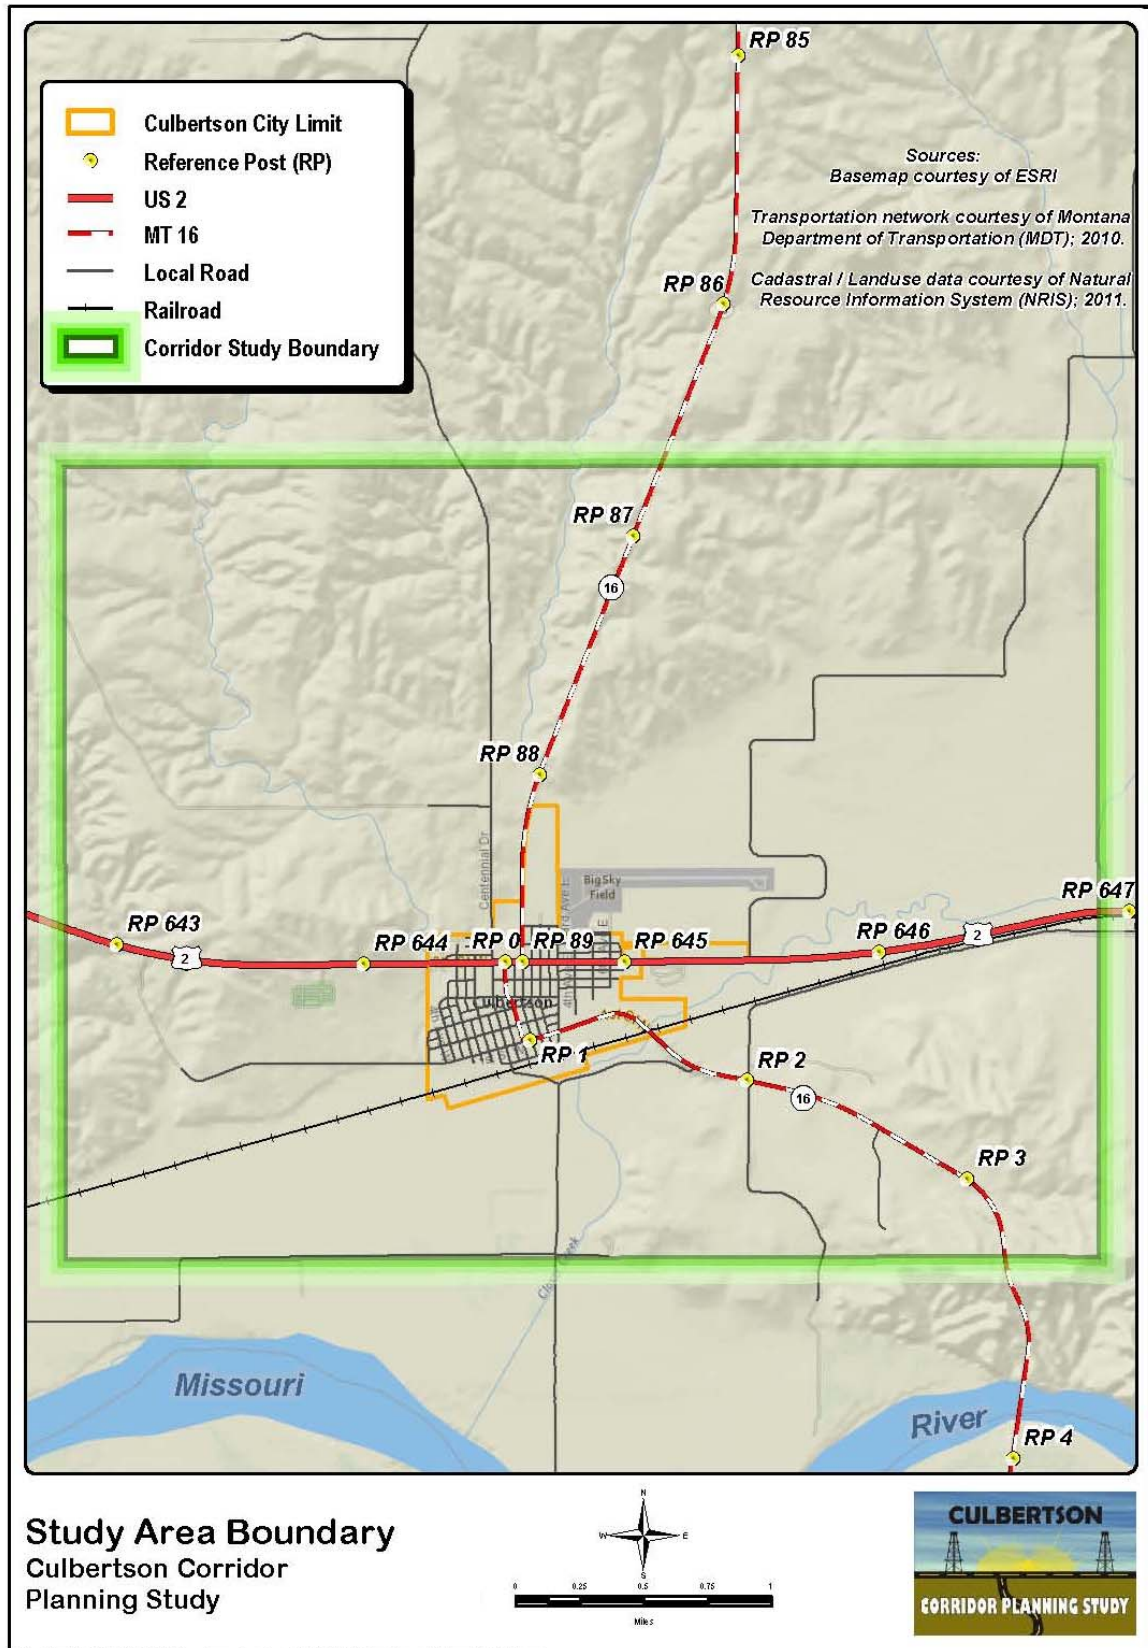 RP 85
Culbertson City Limit
Reference Post (RP)
US 2
MT 16
Local Road
Railroad
Corridor Study Boundary
Sources:
Basemap courtesy of ESRI
Transportation network courtesy of Montana
Department of Transportation (MDT); 2010.
Cadastral / Landuse data courtesy of Natural
Resource Information System (NRIS); 2011.
RP 86
RP 87
16
RP 88
Centennial Dr
BigSky
Field
RP 647
RP 643
2
RP 644
RP 0
RP 89
RP 645
RP 646
2
RP 1
RP 2
16
RP 3
Missouri
River
RP 4
Study Area Boundary
Culbertson Corridor
Planning Study
N
W
E
S
0 0.25 0.5 0.75 1
Miles
CULBERTSON
CORRIDOR PLANNING STUDY